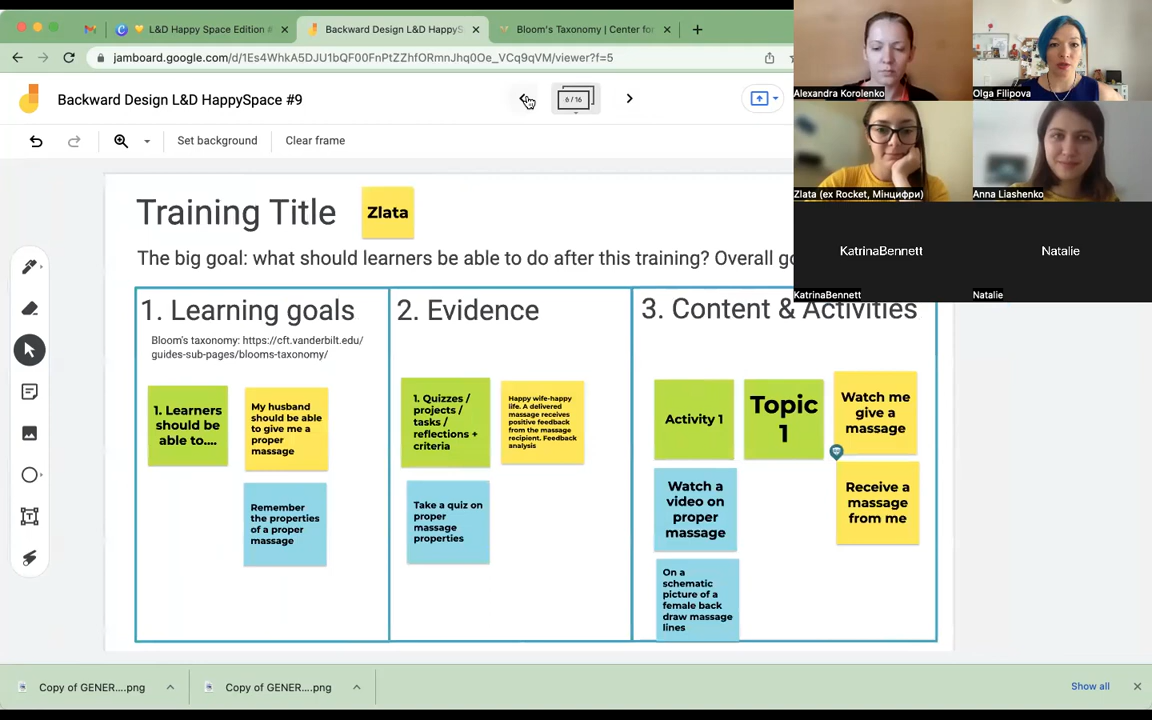 L&D Happy Space Edition #
Backward Design L&D HappyS
Bloom's Taxonomy | Center for
jamboard.google.com/d/1Es4WhkA5DJU1bQF00FnPtZZhfORmnJhq0Oe_VCq9qVM/viewer?f=5
Backward Design L&D HappySpace #9
6 / 16
Set background
Clear frame
Alexandra Korolenko
Olga Filipova
Zlata (ex Rocket, Мінцифри)
Anna Liashenko
KatrinaBennett
Natalie
KatrinaBennett
Natalie
Training Title
Zlata
The big goal: what should learners be able to do after this training? Overall go
1. Learning goals
Bloom's taxonomy: https://cft.vanderbilt.edu/
guides-sub-pages/blooms-taxonomy/
1. Learners
should be
able to....
My husband
should be able
to give me a
proper
massage
Remember
the properties
of a proper
massage
2. Evidence
1. Quizzes /
projects /
tasks /
reflections +
criteria
Happy wife-happy
life. A delivered
massage receives
positive feedback
from the massage
recipient. Feedback
analysis
Take a quiz on
proper
massage
properties
3. Content & Activities
Activity 1
Topic
1
Watch me
give a
massage
Watch a
video on
proper
massage
Receive a
massage
from me
On a
schematic
picture of a
female back
draw massage
lines
Copy of GENER....png
Copy of GENER....png
Show all